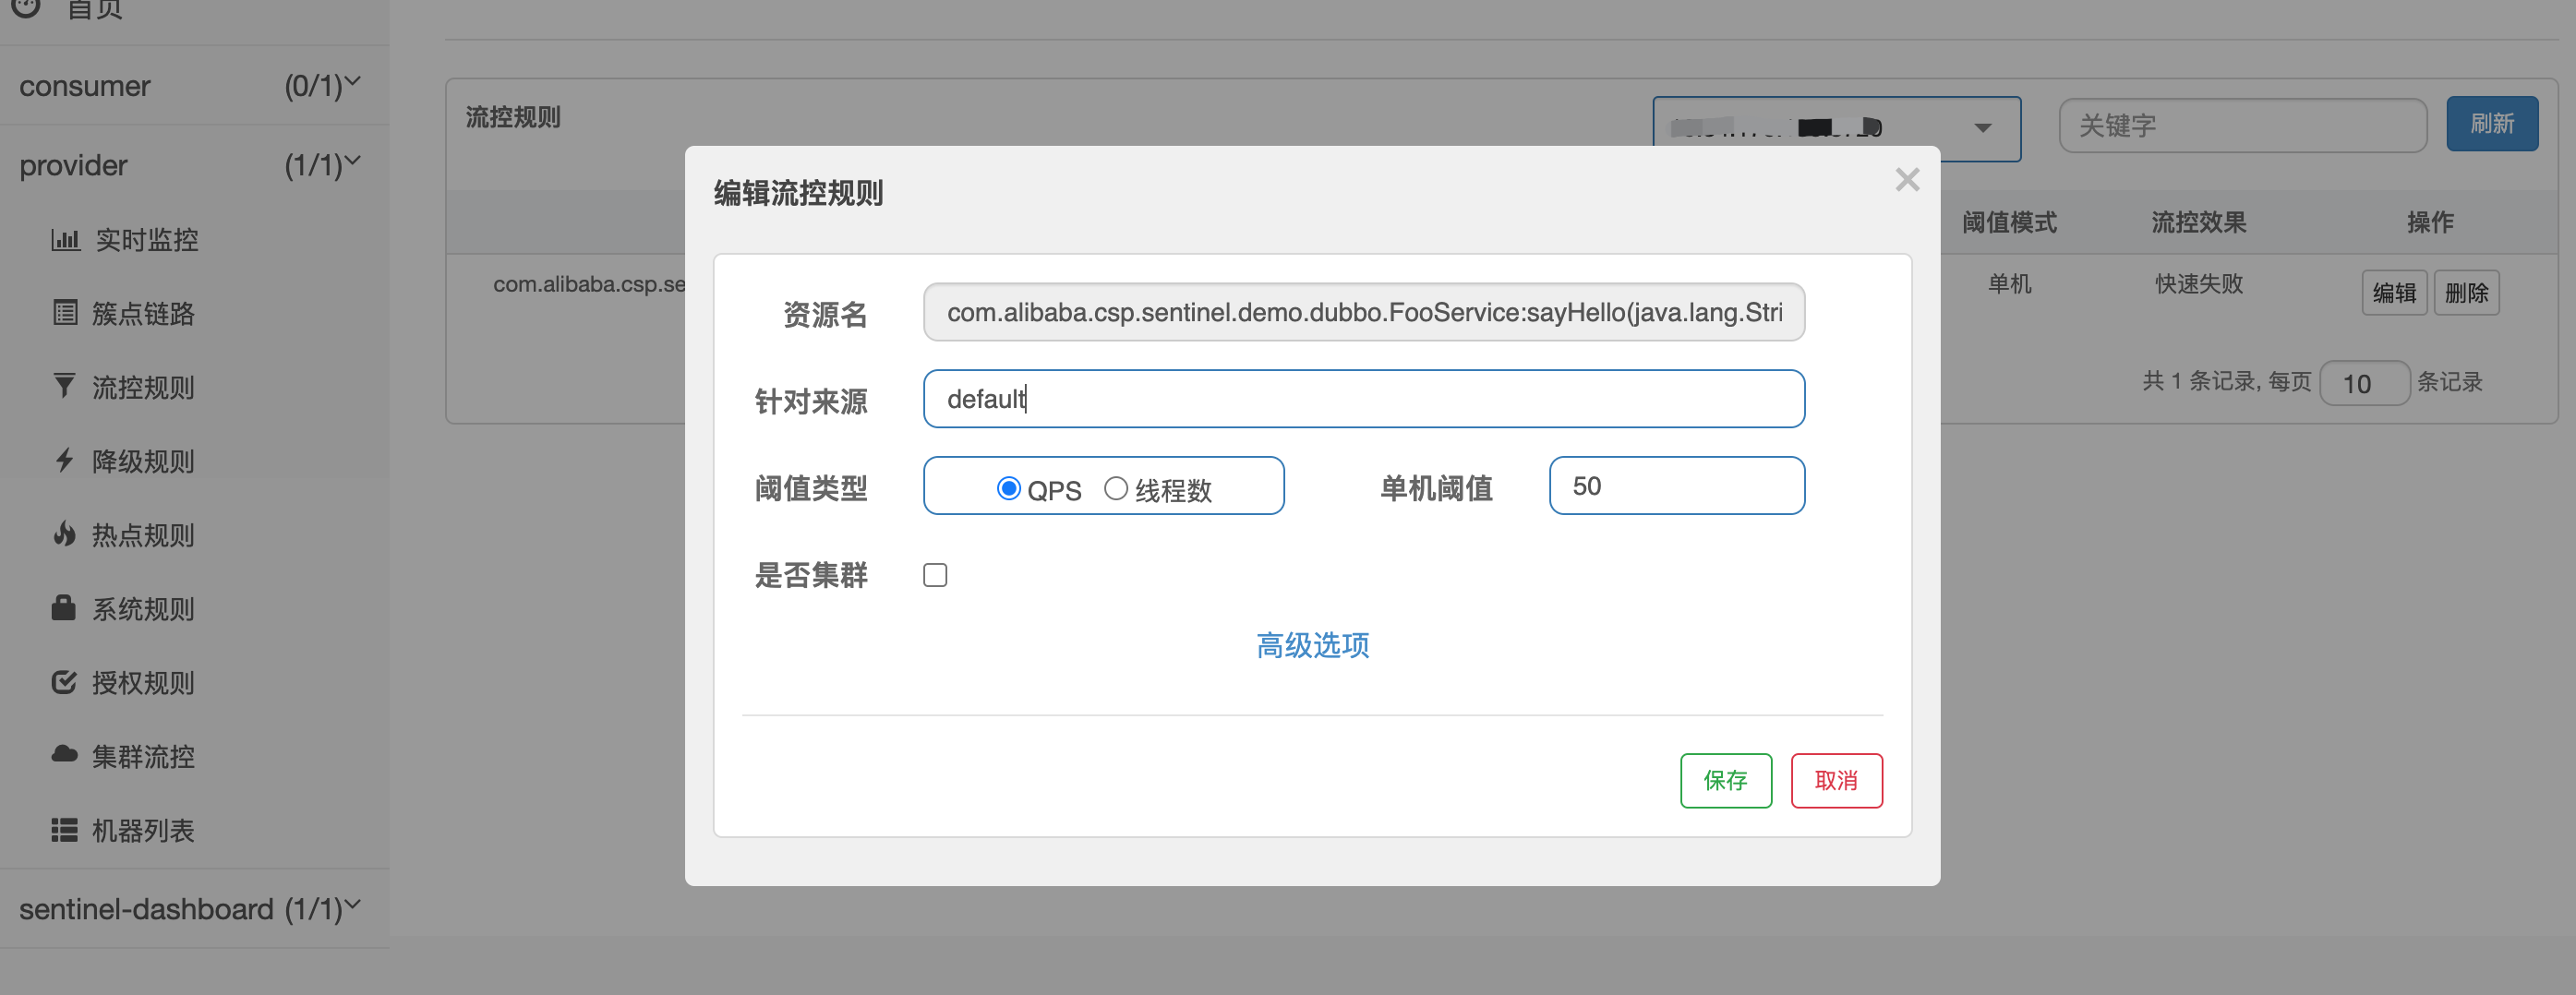 首页
consumer (0/1)
provider (1/1)
实时监控
簇点链路
流控规则
降级规则
热点规则
系统规则
授权规则
集群流控
机器列表
sentinel-dashboard (1/1)
流控规则
关键字
刷新
阈值模式 流控效果 操作
com.alibaba.csp.se
单机 快速失败 编辑 删除
共 1 条记录, 每页 10 条记录
编辑流控规则
×
资源名 com.alibaba.csp.sentinel.demo.dubbo.FooService:sayHello(java.lang.Stri
针对来源 default
阈值类型 QPS 线程数 单机阈值 50
是否集群
高级选项
保存 取消